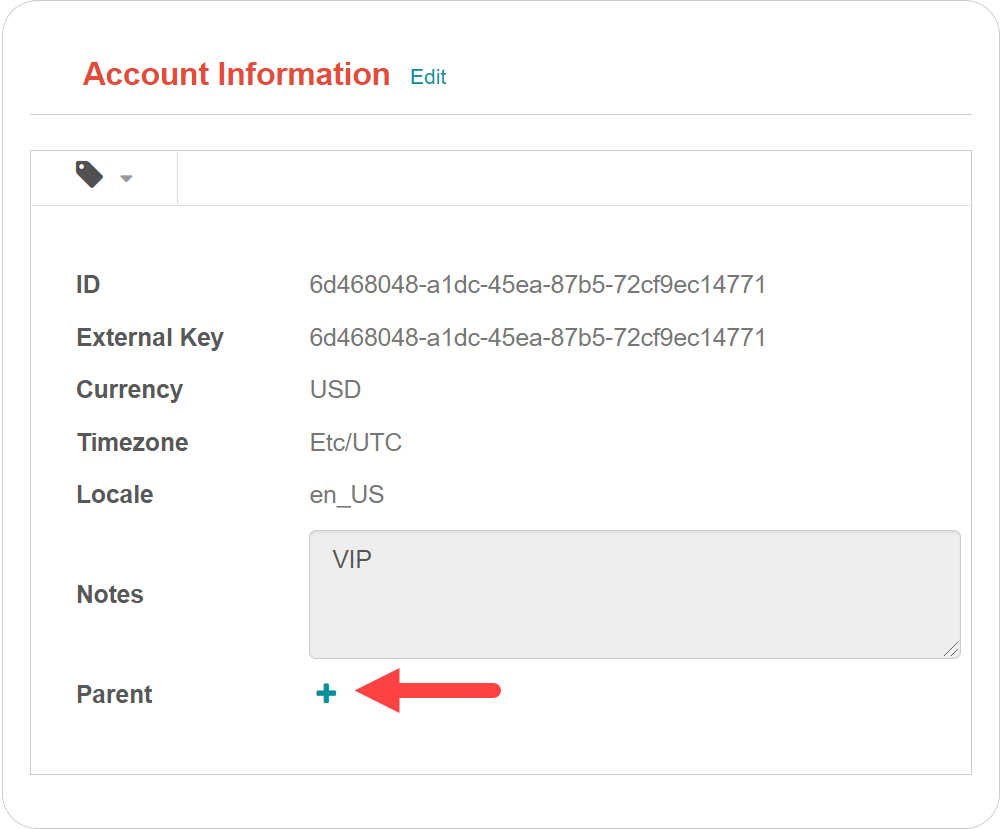 Account Information Edit
ID 6d468048-a1dc-45ea-87b5-72cf9ec14771
External Key 6d468048-a1dc-45ea-87b5-72cf9ec14771
Currency USD
Timezone Etc/UTC
Locale en_US
Notes VIP
Parent